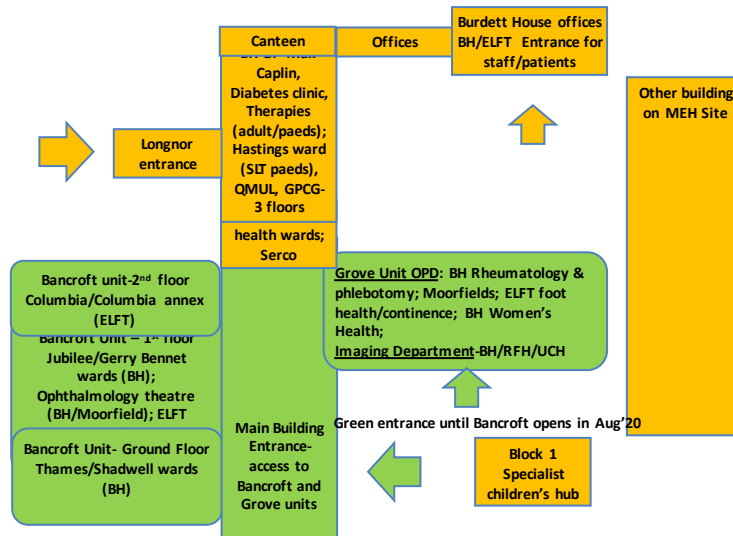 Burdett House offices
BH/ELFT Entrance for
staff/patients
Canteen
Offices
Caplin,
Diabetes clinic,
Therapies
(adult/paeds);
Hastings ward
(SLT paeds),
QMUL, GPCG-
3 floors
Other building
on MEH Site
Longnor
entrance
health wards;
Serco
Bancroft unit-2nd floor
Columbia/Columbia annex
(ELFT)
Grove Unit OPD: BH Rheumatology &
phlebotomy; Moorfields; ELFT foot
health/continence; BH Women's
Health;
Imaging Department-BH/RFH/UCH
Bancroft Unit – 1st floor
Jubilee/Gerry Bennet
wards (BH);
Ophthalmology theatre
(BH/Moorfield); ELFT
Green entrance until Bancroft opens in Aug'20
Main Building
Entrance-
access to
Bancroft and
Grove units
Bancroft Unit- Ground Floor
Thames/Shadwell wards
(BH)
Block 1
Specialist
children's hub